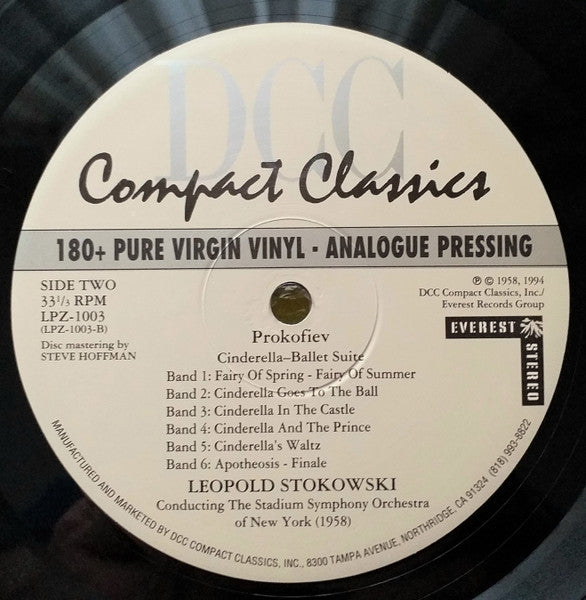 DCC
Compact Classics
180+ PURE VIRGIN VINYL - ANALOGUE PRESSING
SIDE TWO
33 1/3 RPM
LPZ-1003
(LPZ-1003-B)
Disc mastering by
STEVE HOFFMAN
℗ © 1958, 1994
DCC Compact Classics, Inc./
Everest Records Group
EVEREST
STEREO
Prokofiev
Cinderella–Ballet Suite
Band 1: Fairy Of Spring - Fairy Of Summer
Band 2: Cinderella Goes To The Ball
Band 3: Cinderella In The Castle
Band 4: Cinderella And The Prince
Band 5: Cinderella's Waltz
Band 6: Apotheosis - Finale
LEOPOLD STOKOWSKI
Conducting The Stadium Symphony Orchestra
of New York (1958)
MANUFACTURED AND MARKETED BY DCC COMPACT CLASSICS, INC., 8300 TAMPA AVENUE, NORTHRIDGE, CA 91324 (818) 993-8822